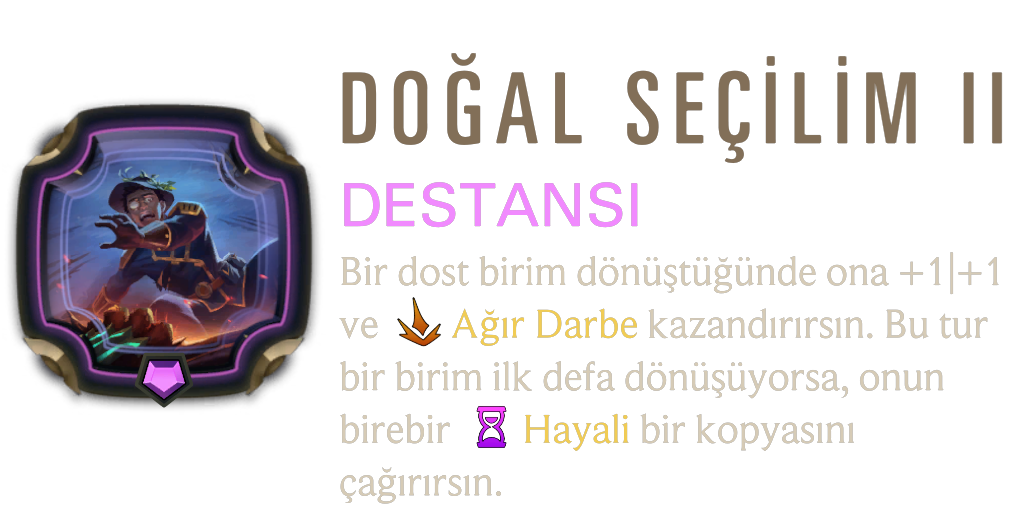 DOĞAL SEÇİLİM II
DESTANSI
Bir dost birim dönüştüğünde ona +1|+1
ve Ağır Darbe kazandırırsın. Bu tur
bir birim ilk defa dönüşüyorsa, onun
birebir Hayali bir kopyasını
çağırırsın.